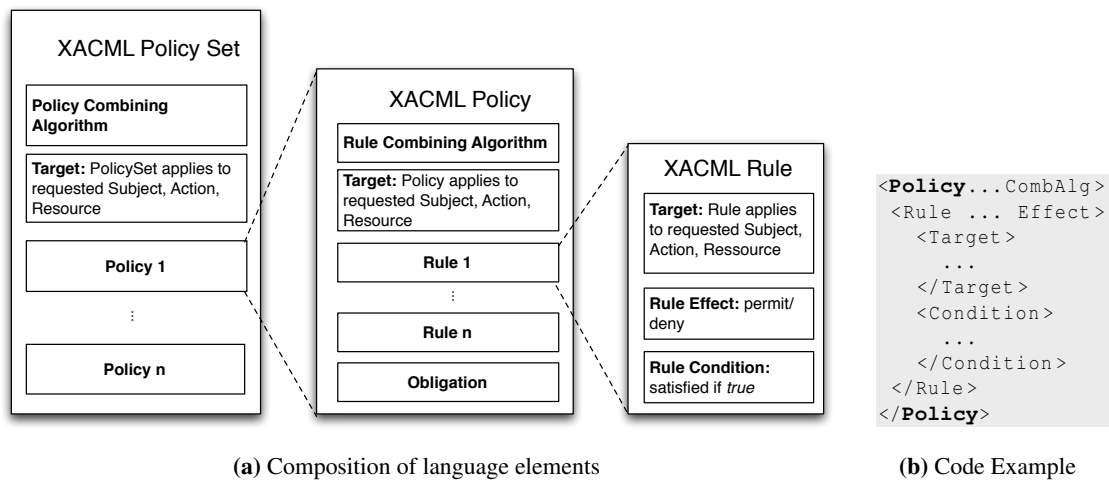 XACML Policy Set
Policy Combining
Algorithm
Target: PolicySet applies to
requested Subject, Action,
Resource
Policy 1
...
Policy n
XACML Policy
Rule Combining Algorithm
Target: Policy applies to
requested Subject, Action,
Resource
Rule 1
...
Rule n
Obligation
XACML Rule
Target: Rule applies
to requested Subject,
Action, Ressource
Rule Effect: permit/
deny
Rule Condition:
satisfied if true
(a) Composition of language elements
<Policy...CombAlg>
<Rule ... Effect>
<Target>
...
</Target>
<Condition>
...
</Condition>
</Rule>
</Policy>
(b) Code Example